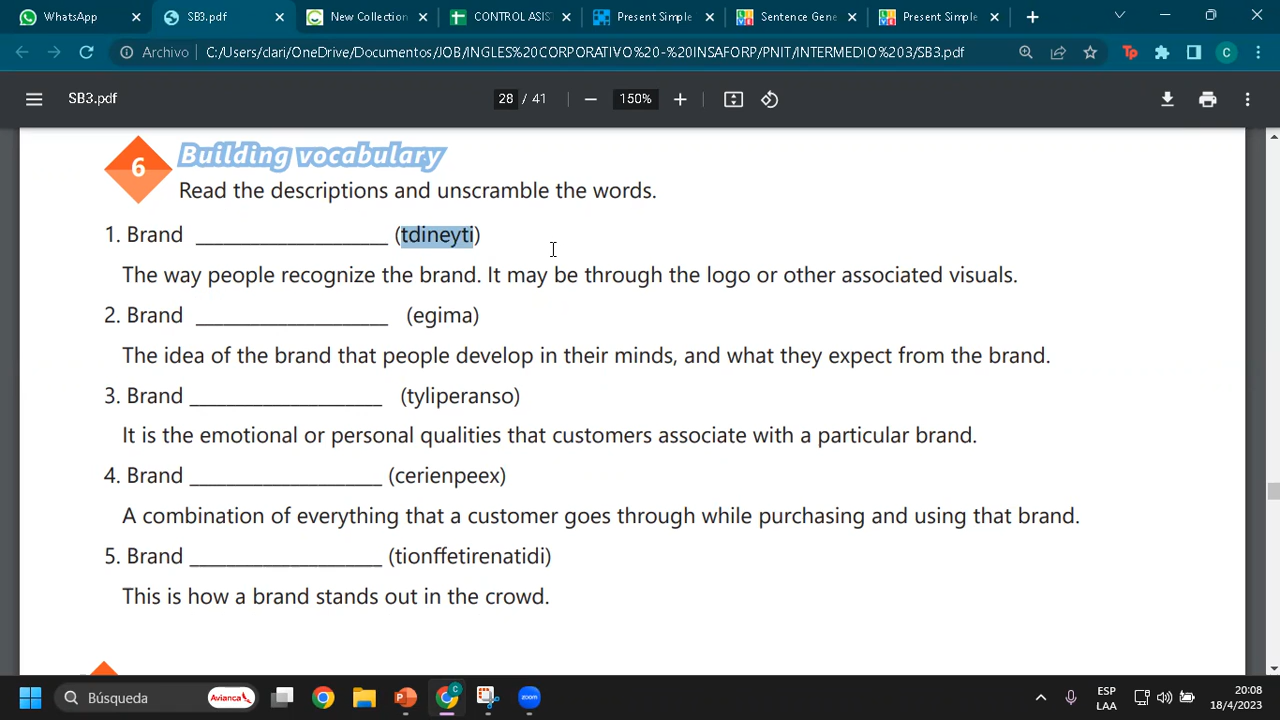 WhatsApp
SB3.pdf
New Collection
CONTROL ASIS
Present Simple
Sentence Gene
Present Simple
Archivo
C:/Users/clari/OneDrive/Documentos/JOB/INGLES%20CORPORATIVO%20-%20INSAFORP/PNIT/INTERMEDIO%203/SB3.pdf
SB3.pdf
28 / 41
150%
6
Building vocabulary
Read the descriptions and unscramble the words.
1. Brand ____________________ (tdineyti)
The way people recognize the brand. It may be through the logo or other associated visuals.
2. Brand ____________________ (egima)
The idea of the brand that people develop in their minds, and what they expect from the brand.
3. Brand ____________________ (tyliperanso)
It is the emotional or personal qualities that customers associate with a particular brand.
4. Brand ____________________ (cerienpeex)
A combination of everything that a customer goes through while purchasing and using that brand.
5. Brand ____________________ (tionffetirenatidi)
This is how a brand stands out in the crowd.
Búsqueda
Avianca
zoom
ESP
LAA
20:08
18/4/2023